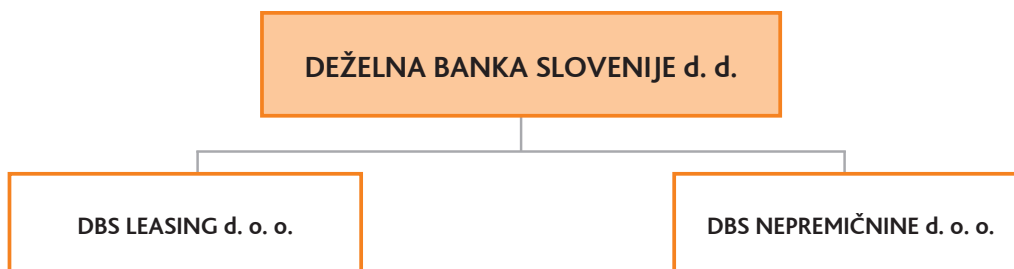 DEŽELNA BANKA SLOVENIJE d. d.
DBS LEASING d. o. o.
DBS NEPREMIČNINE d. o. o.